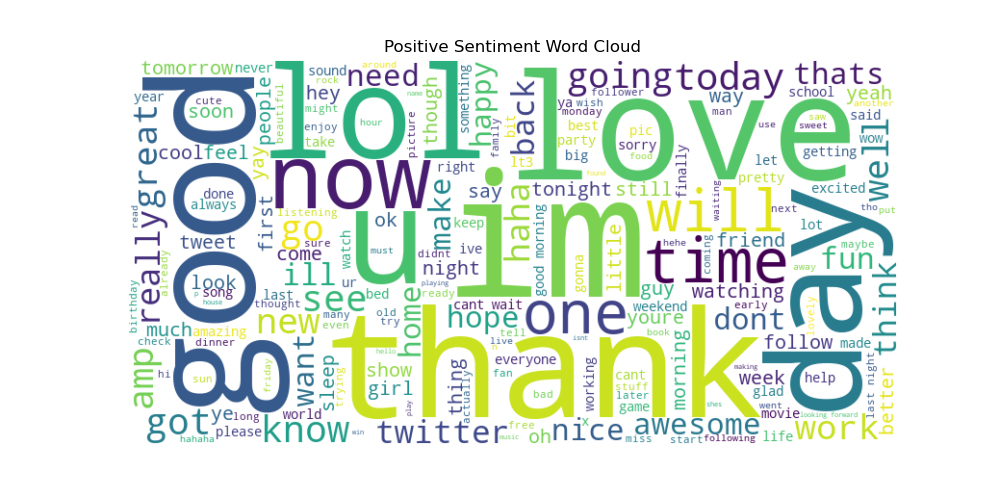 Positive Sentiment Word Cloud
good
lol
love
thank
im
day
now
u
one
time
will
going
today
thats
tomorrow
never
sound
around
need
happy
back
rock
name
follower
school
yeah
another
year
cute
soon
people
beautiful
hey
might
enjoy
take
hour
picture
though
something
family
bit
ya
wish
monday
best
party
big
pic
sorry
food
way
man
use
saw
sweet
said
wow
well
great
cool
feel
yay
right
lt3
finally
let
getting
pretty
really
done
always
first
listening
make
say
haha
tonight
still
found
waiting
next
excited
tho
put
read
tweet
go
sure
ok
keep
good morning
little
hehe
coming
friend
lot
maybe
already
look
come
watch
must
didnt
ive
gonna
fun
away
think
birthday
song
p
house
ill
last
thought
ur
bed
night
playing
ready
guy
watching
see
home
cant wait
weekend
early
lovely
amp
much
amazing
new
many
even
old
try
hope
tell
live
n
isnt
youre
book
dont
follow
made
check
dinner
want
hello
everyone
fan
morning
making
week
help
glad
last night
better
hi
sun
friday
sleep
trying
show
girl
play
thing
actually
bad
working
cant
stuff
later
game
shes
went
movie
looking forward
got
ye
long
world
please
hahaha
know
win
twitter
music
free
oh
x
nice
miss
awesome
start
following
life
work